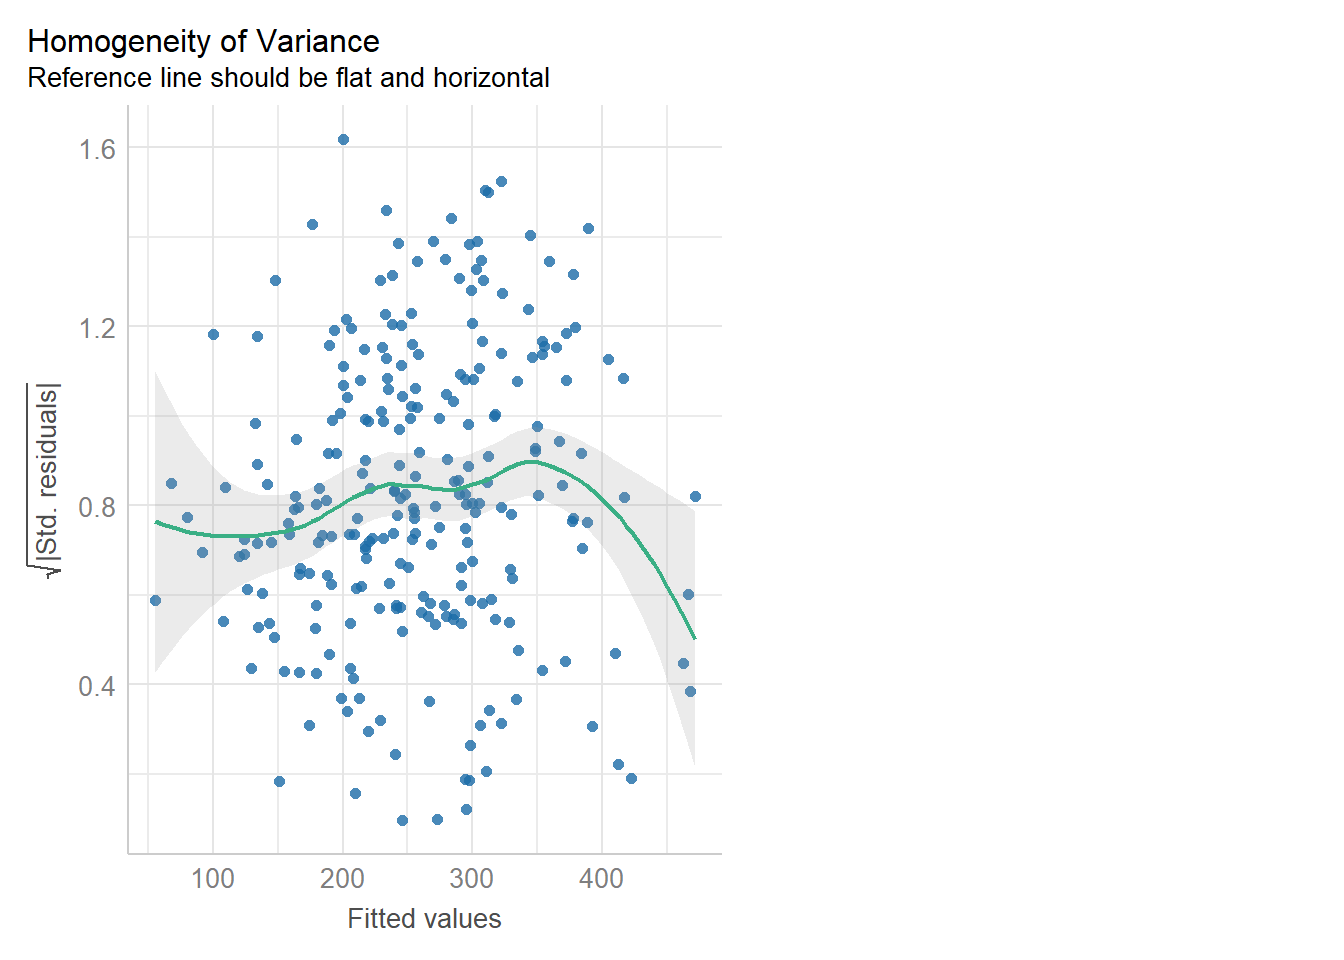 Homogeneity of Variance
Reference line should be flat and horizontal
1.6
1.2
0.8
0.4
√|Std. residuals|
100 200 300 400
Fitted values